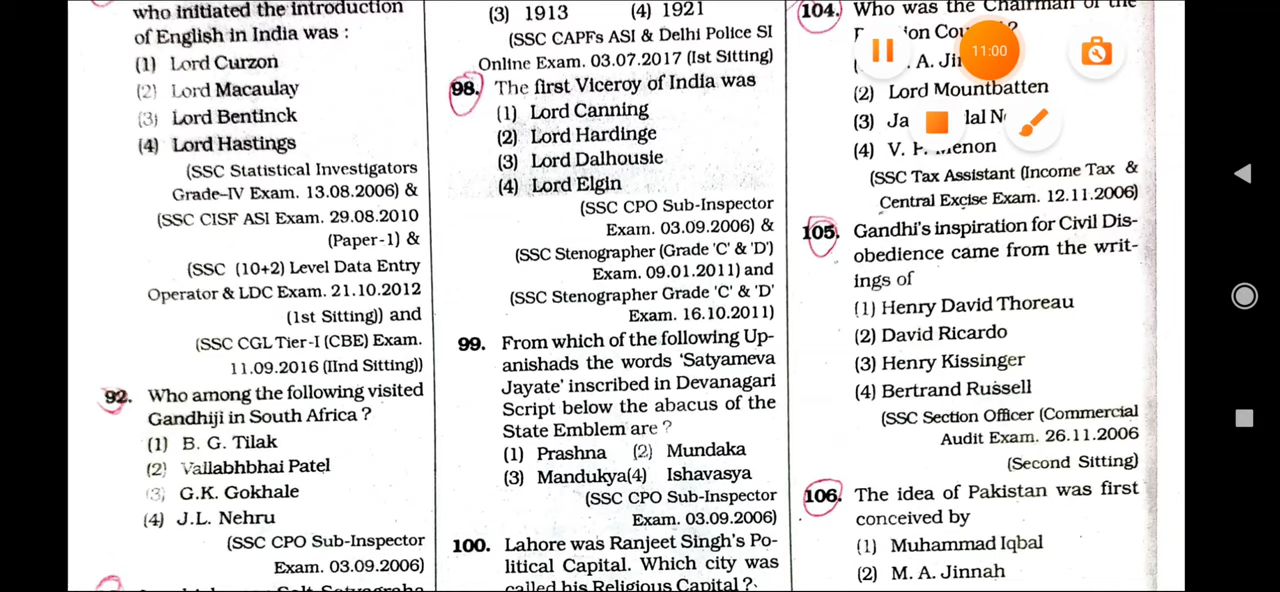 who initiated the introduction
of English in India was :
(1) Lord Curzon
(2) Lord Macaulay
(3) Lord Bentinck
(4) Lord Hastings
(SSC Statistical Investigators
Grade-IV Exam. 13.08.2006) &
(SSC CISF ASI Exam. 29.08.2010
(Paper-1) &
(SSC (10+2) Level Data Entry
Operator & LDC Exam. 21.10.2012
(1st Sitting)) and
(SSC CGL Tier-I (CBE) Exam.
11.09.2016 (IInd Sitting))
92. Who among the following visited
Gandhiji in South Africa ?
(1) B. G. Tilak
(2) Vallabhbhai Patel
(3) G.K. Gokhale
(4) J.L. Nehru
(SSC CPO Sub-Inspector
Exam. 03.09.2006)
(3) 1913 (4) 1921
(SSC CAPFs ASI & Delhi Police SI
Online Exam. 03.07.2017 (Ist Sitting)
98. The first Viceroy of India was
(1) Lord Canning
(2) Lord Hardinge
(3) Lord Dalhousie
(4) Lord Elgin
(SSC CPO Sub-Inspector
Exam. 03.09.2006) &
(SSC Stenographer (Grade 'C' & 'D')
Exam. 09.01.2011) and
(SSC Stenographer Grade 'C' & 'D'
Exam. 16.10.2011)
99. From which of the following Up-
anishads the words 'Satyameva
Jayate' inscribed in Devanagari
Script below the abacus of the
State Emblem are ?
(1) Prashna (2) Mundaka
(3) Mandukya(4) Ishavasya
(SSC CPO Sub-Inspector
Exam. 03.09.2006)
100. Lahore was Ranjeet Singh's Po-
litical Capital. Which city was
called his Religious Capital ?
104. Who was the Chairman of the
A. Ji
(2) Lord Mountbatten
(3) Ja lal N
(4) V. P. Menon
(SSC Tax Assistant (Income Tax &
Central Excise Exam. 12.11.2006)
105. Gandhi's inspiration for Civil Dis-
obedience came from the writ-
ings of
(1) Henry David Thoreau
(2) David Ricardo
(3) Henry Kissinger
(4) Bertrand Russell
(SSC Section Officer (Commercial
Audit Exam. 26.11.2006
(Second Sitting)
106. The idea of Pakistan was first
conceived by
(1) Muhammad Iqbal
(2) M. A. Jinnah
11:00